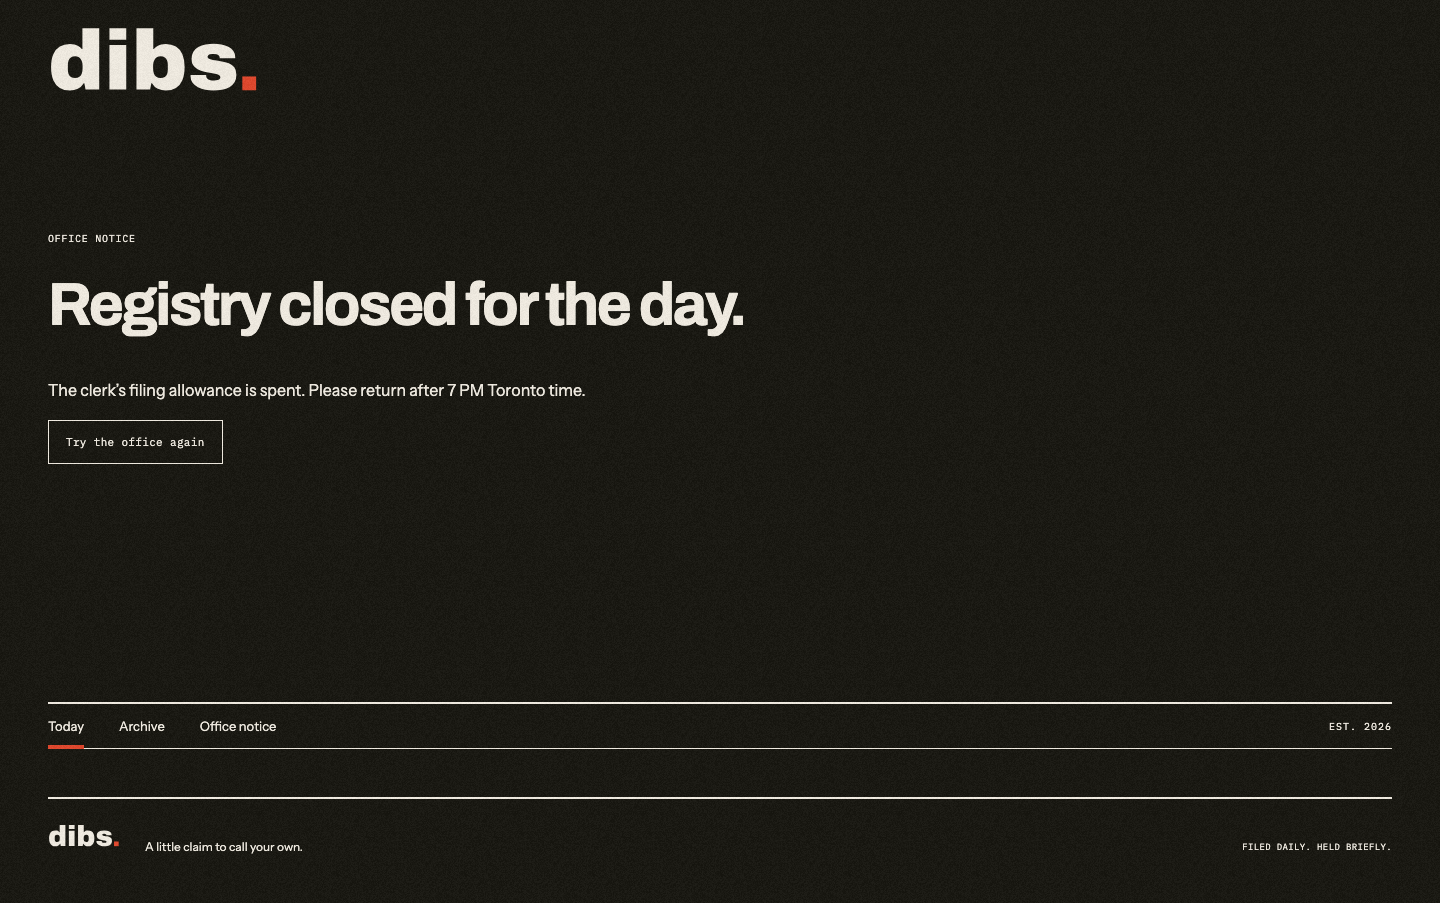 dibs.
OFFICE NOTICE
Registry closed for the day.
The clerk’s filing allowance is spent. Please return after 7 PM Toronto time.
Try the office again
Today Archive Office notice EST. 2026
dibs. A little claim to call your own. FILED DAILY. HELD BRIEFLY.